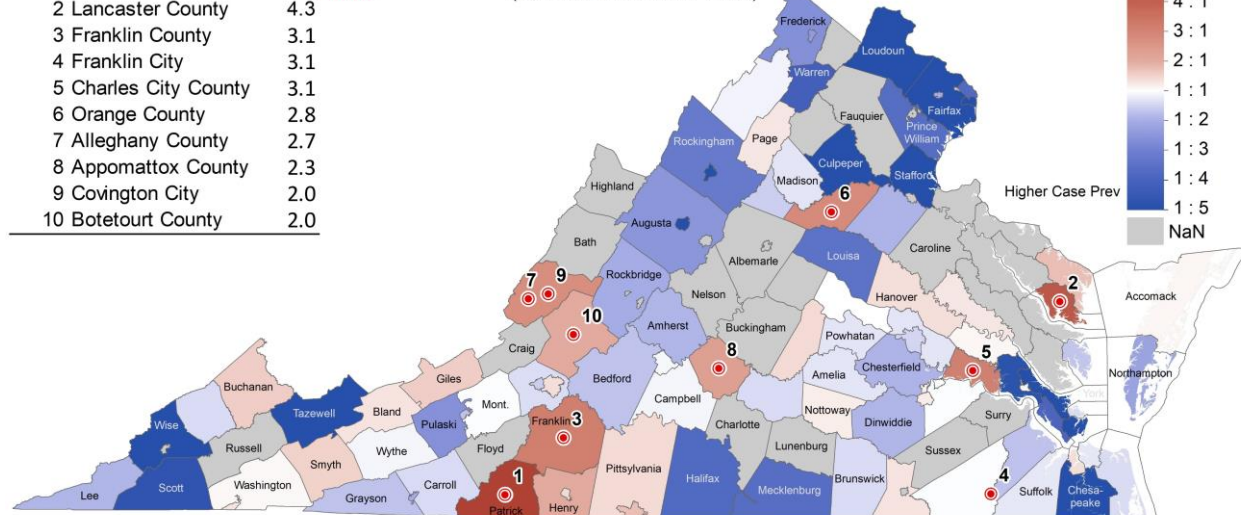 2 Lancaster County 4.3
3 Franklin County 3.1
4 Franklin City 3.1
5 Charles City County 3.1
6 Orange County 2.8
7 Alleghany County 2.7
8 Appomattox County 2.3
9 Covington City 2.0
10 Botetourt County 2.0
4 : 1
3 : 1
2 : 1
1 : 1
1 : 2
1 : 3
1 : 4
1 : 5
NaN
Higher Case Prev
Frederick
Loudoun
Warren
Fairfax
Fauquier
Prince
William
Rockingham
Page
Culpeper
Stafford
Madison
6
Highland
Augusta
Bath
Albemarle
Louisa
Caroline
Rockbridge
7
9
Nelson
2
Hanover
Accomack
10
Amherst
Buckingham
Powhatan
Craig
8
5
Chesterfield
Bedford
Amelia
Northampton
Giles
Buchanan
Campbell
York
Bland
Mont.
Nottoway
Tazewell
Dinwiddie
Surry
Wise
Pulaski
Franklin
3
Charlotte
Russell
Floyd
Lunenburg
Sussex
Wythe
Smyth
Pittsylvania
1
Halifax
Brunswick
4
Washington
Carroll
Lee
Scott
Grayson
Mecklenburg
Suffolk
Chesa-
peake
Patrick
Henry